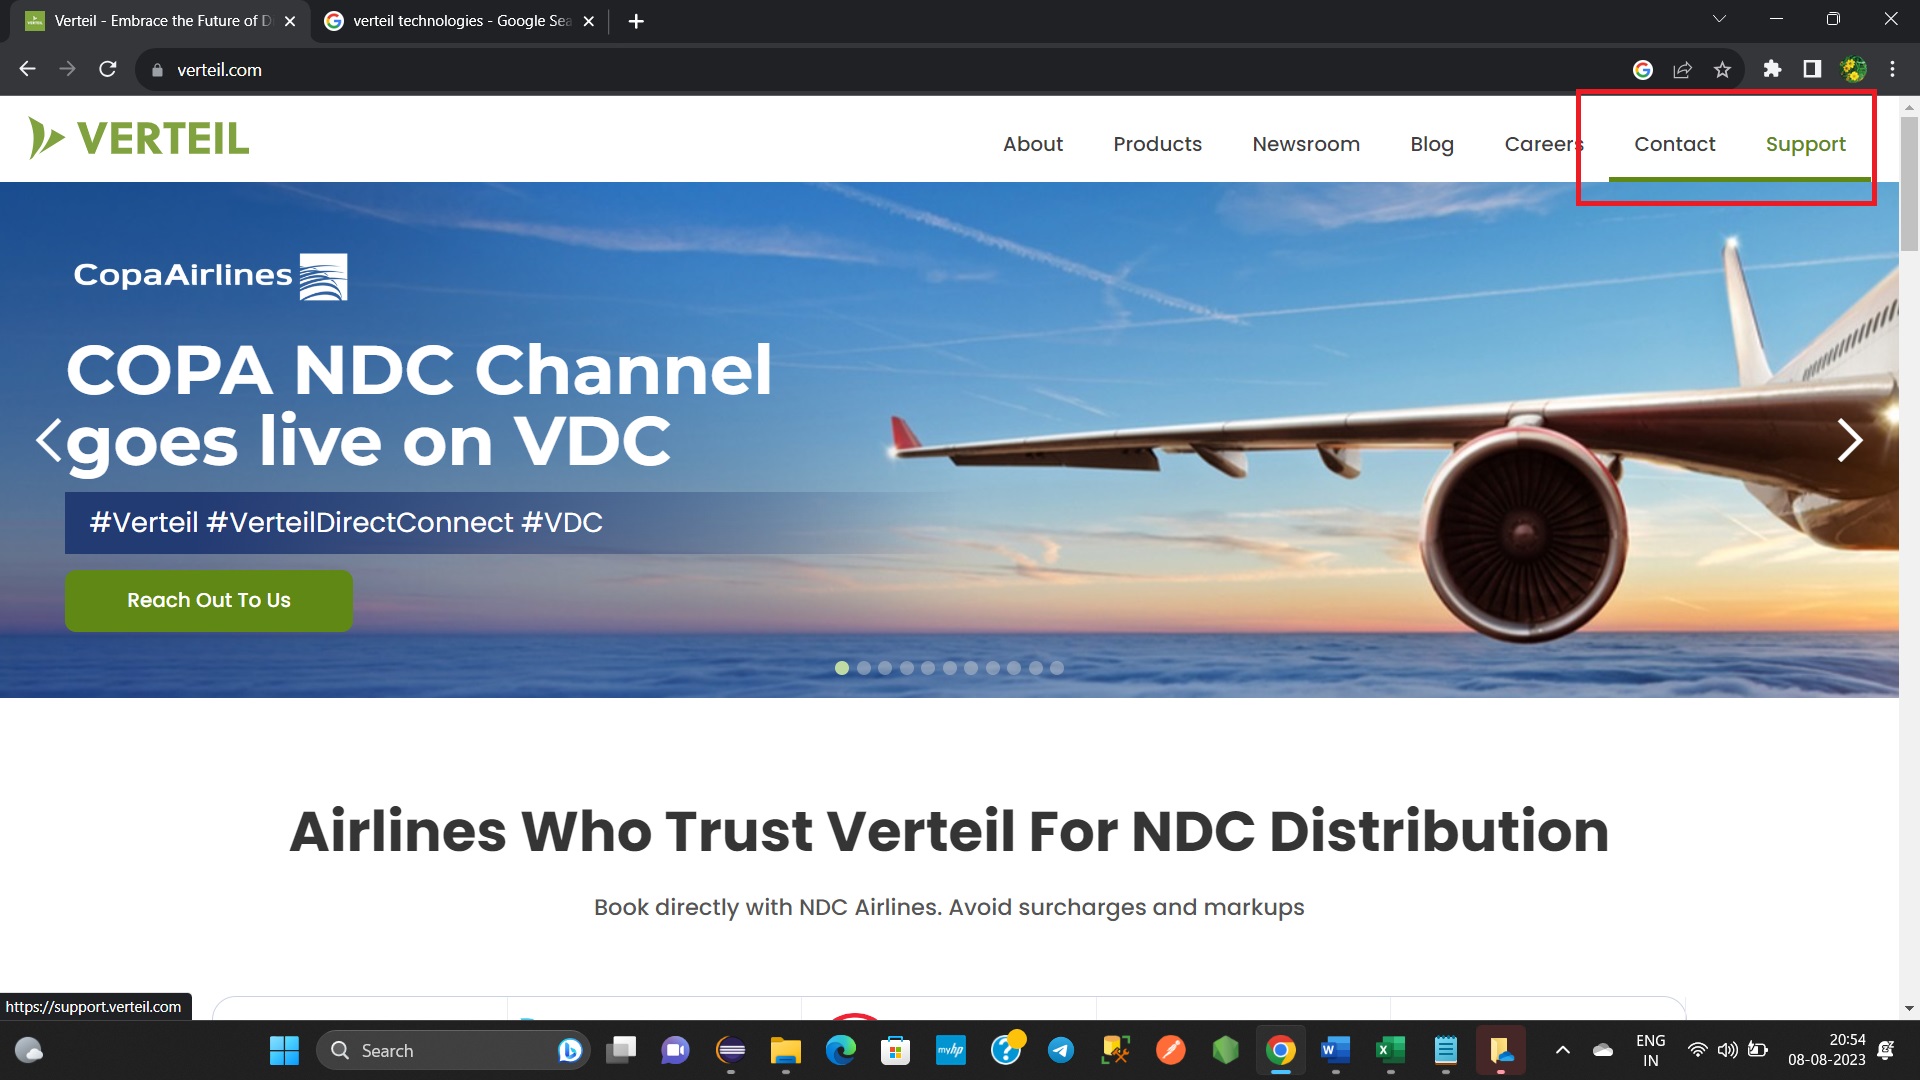 Verteil - Embrace the Future of D
verteil technologies - Google Sea
verteil.com
VERTEIL
About
Products
Newsroom
Blog
Careers
Contact
Support
CopaAirlines
COPA NDC Channel
goes live on VDC
#Verteil #VerteilDirectConnect #VDC
Reach Out To Us
Airlines Who Trust Verteil For NDC Distribution
Book directly with NDC Airlines. Avoid surcharges and markups
https://support.verteil.com
Search
myhp
ENG
IN
20:54
08-08-2023